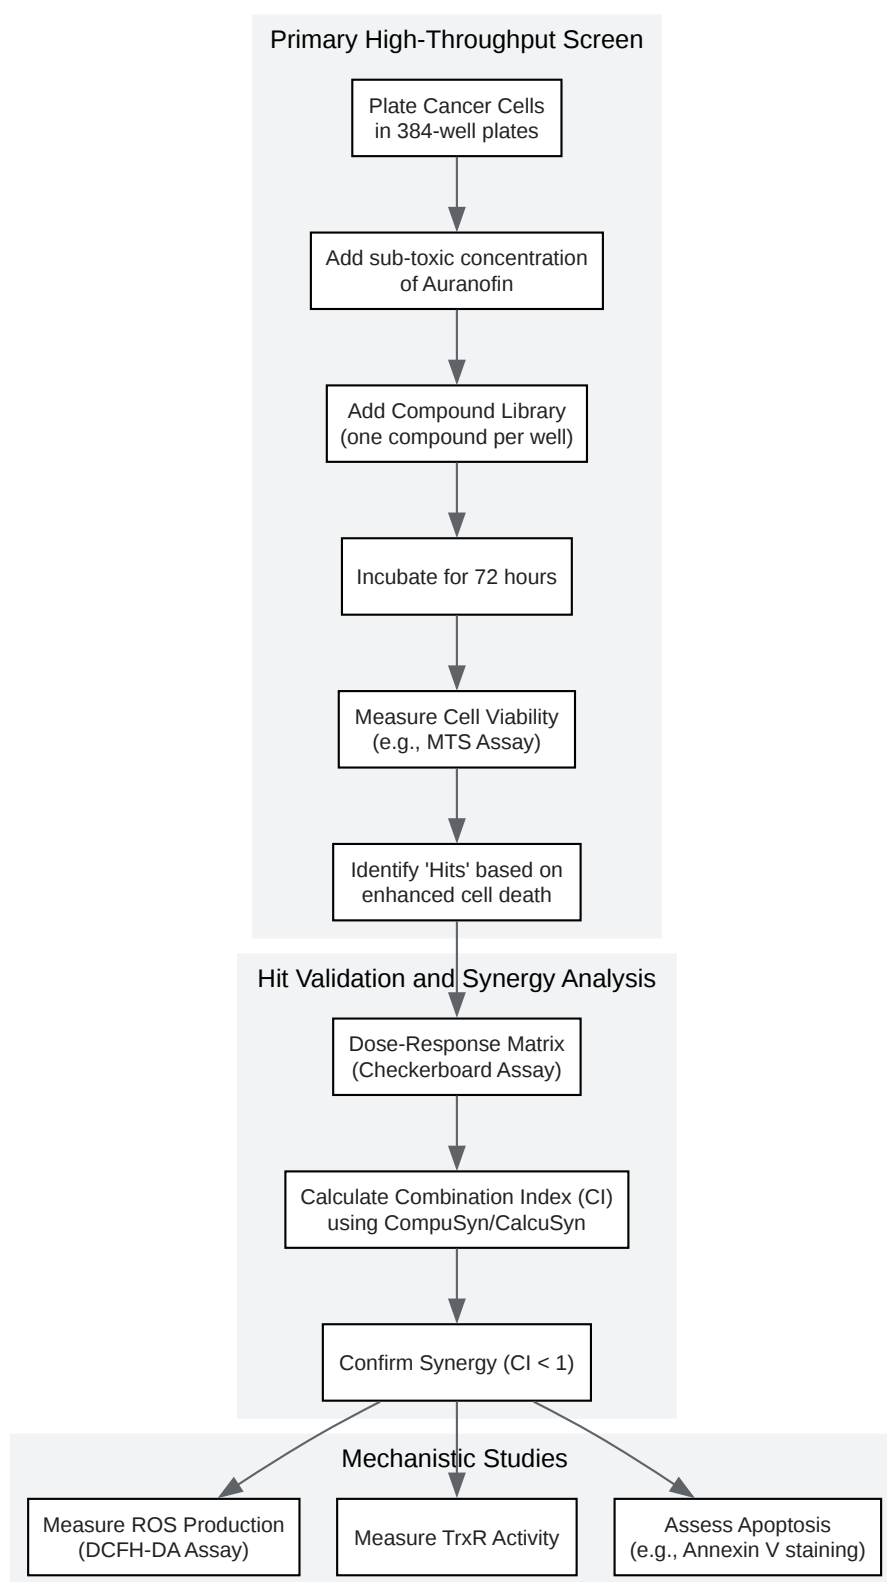 Primary High-Throughput Screen
Plate Cancer Cells
in 384-well plates
Add sub-toxic concentration
of Auranofin
Add Compound Library
(one compound per well)
Incubate for 72 hours
Measure Cell Viability
(e.g., MTS Assay)
Identify 'Hits' based on
enhanced cell death
Hit Validation and Synergy Analysis
Dose-Response Matrix
(Checkerboard Assay)
Calculate Combination Index (CI)
using CompuSyn/CalcuSyn
Confirm Synergy (CI < 1)
Mechanistic Studies
Measure ROS Production
(DCFH-DA Assay)
Measure TrxR Activity
Assess Apoptosis
(e.g., Annexin V staining)